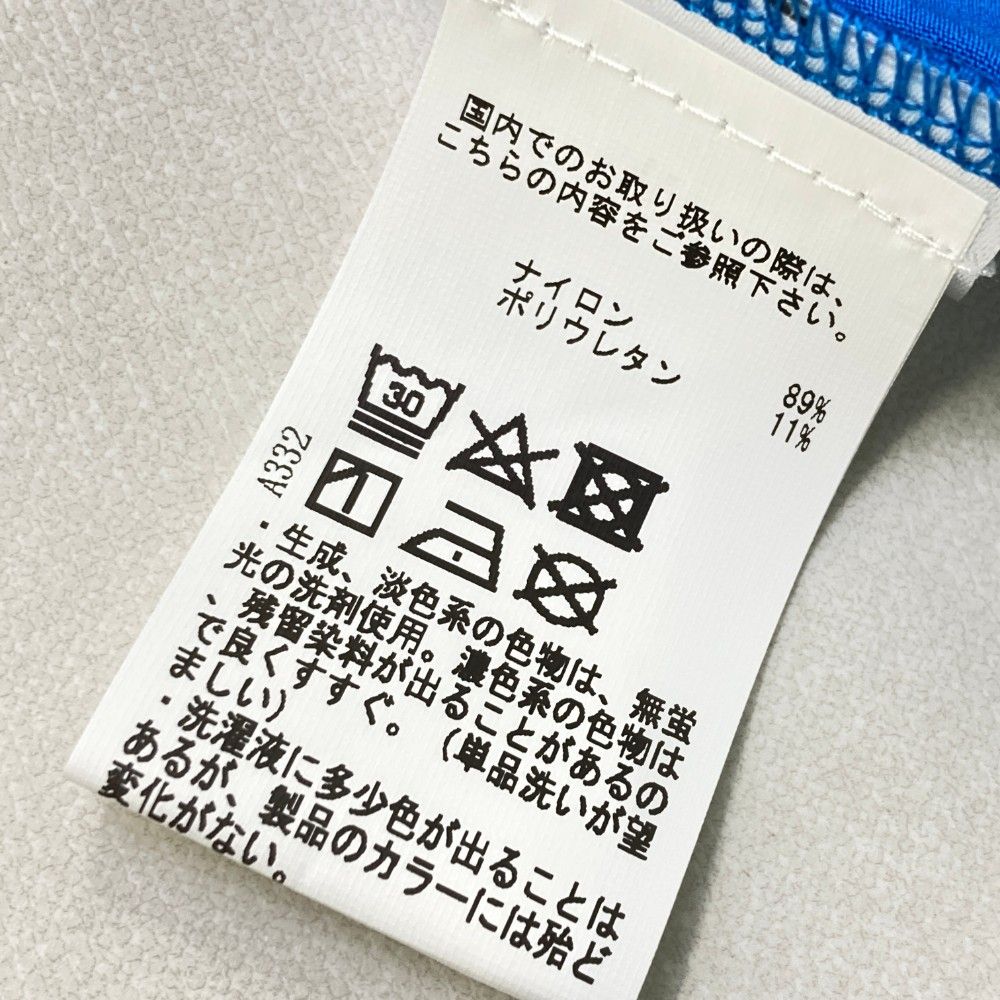 国内でのお取り扱いの際は、
こちらの内容をご参照下さい。
ナイロン 89%
ポリウレタン 11%
30
A332
・生成、淡色系の色物は、無蛍
光の洗剤使用。濃色系の色物は
、残留染料が出ることがあるの
で良くすすぐ。（単品洗いが望
ましい）
・洗濯液に多少色が出ることは
あるが、製品のカラーには殆ど
変化がない。